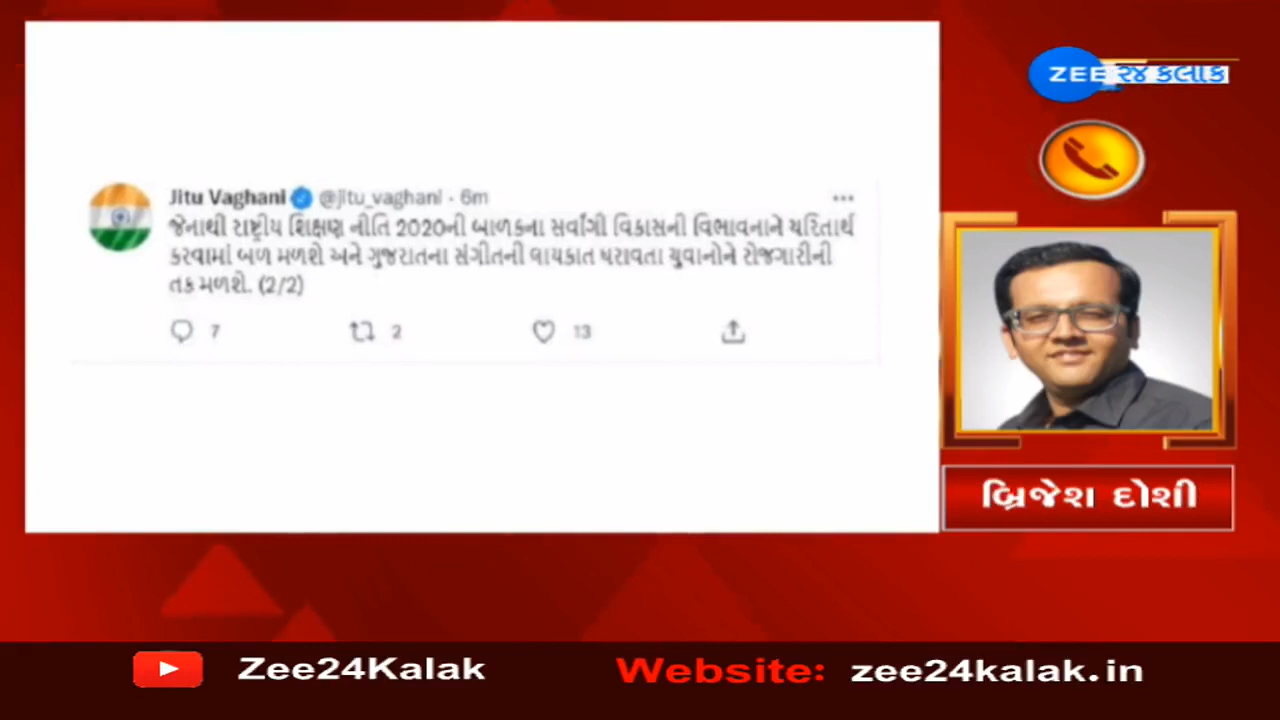 ZEE ૨૪ કલાક
Jitu Vaghani @jitu_vaghani · 6m
જેનાથી રાષ્ટ્રીય શિક્ષણ નીતિ 2020ની બાળકના સર્વાંગી વિકાસની વિભાવનાને ચરિતાર્થ
કરવામાં બળ મળશે અને ગુજરાતના સંગીતની લાયકાત ધરાવતા યુવાનોને રોજગારીની
તક મળશે. (2/2)
7 2 13
બ્રિજેશ દોશી
Zee24Kalak Website: zee24kalak.in